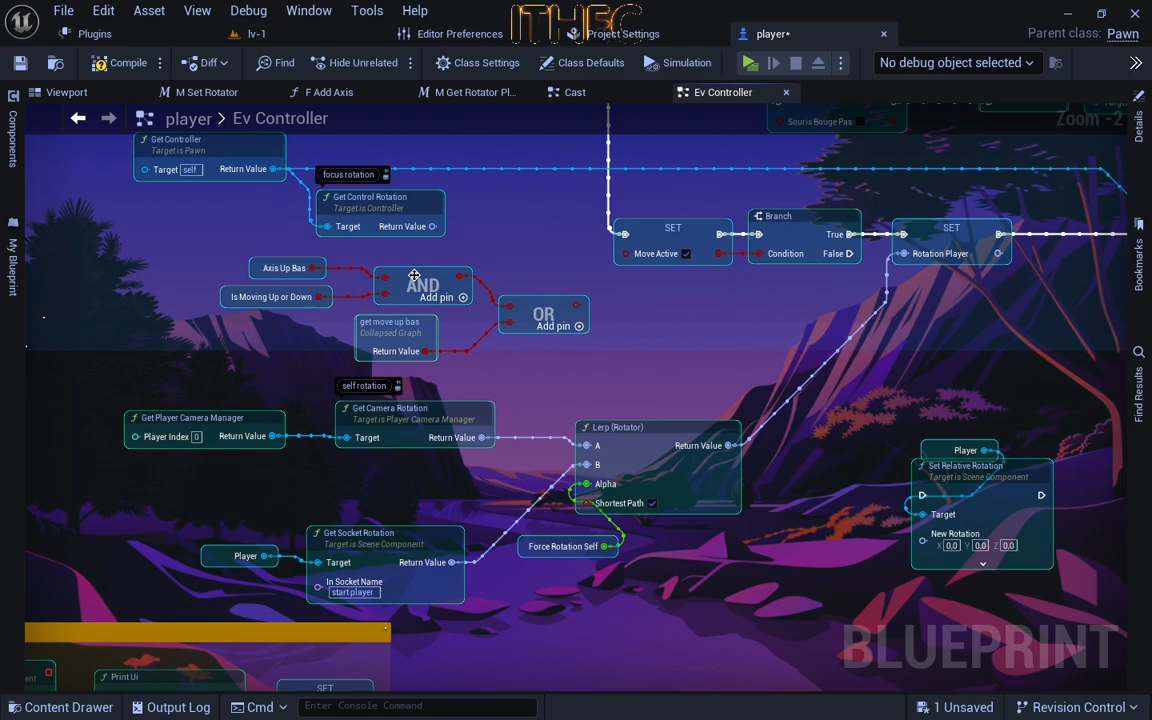 File Edit Asset View Debug Window Tools Help
ITHBC
player*
Parent class: Pawn
Plugins
lv-1
Editor Preferences
Project Settings
Compile
Diff
Find
Hide Unrelated
Class Settings
Class Defaults
Simulation
No debug object selected
Viewport
M Set Rotator
F Add Axis
M Get Rotator Pl...
Cast
Ev Controller
Components
My Blueprint
Details
Bookmarks
Find Results
player > Ev Controller
Zoom -2
Souris Bouge Pas
Get Controller
Target is Pawn
Target self
Return Value
focus rotation
Get Control Rotation
Target is Controller
Target
Return Value
SET
Move Active
Branch
True
Condition
False
SET
Rotation Player
Axis Up Bas
Is Moving Up or Down
AND
Add pin
OR
Add pin
get move up bas
Collapsed Graph
Return Value
self rotation
Get Player Camera Manager
Player Index 0
Return Value
Get Camera Rotation
Target is Player Camera Manager
Target
Return Value
Lerp (Rotator)
A
Return Value
B
Alpha
Shortest Path
Force Rotation Self
Player
Set Relative Rotation
Target is Scene Component
Target
New Rotation
X 0,0 Y 0,0 Z 0,0
Player
Get Socket Rotation
Target is Scene Component
Target
Return Value
In Socket Name
start player
ent
Print Ui
SET
BLUEPRINT
Content Drawer
Output Log
Cmd
Enter Console Command
1 Unsaved
Revision Control